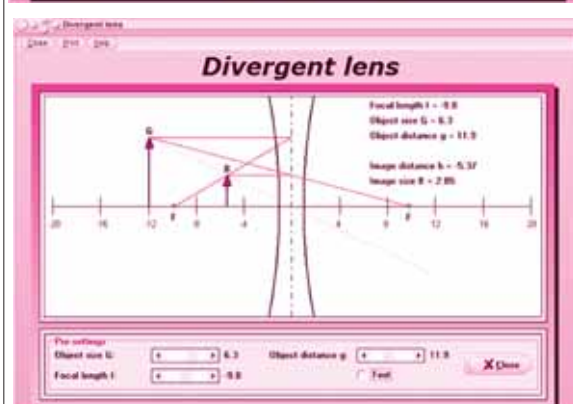 Divergent lens
Close Print Help
Divergent lens
Focal length f = -9.8
Object size G = 6.3
Object distance g = 11.9
Image distance b = -5.37
Image size B = 2.85
G
B
F
F
-20 -16 -12 -8 -4 4 8 12 16 20
Pre-settings
Object size G: 6.3 Object distance g: 11.9
Focal length f: -9.8 Text
Close